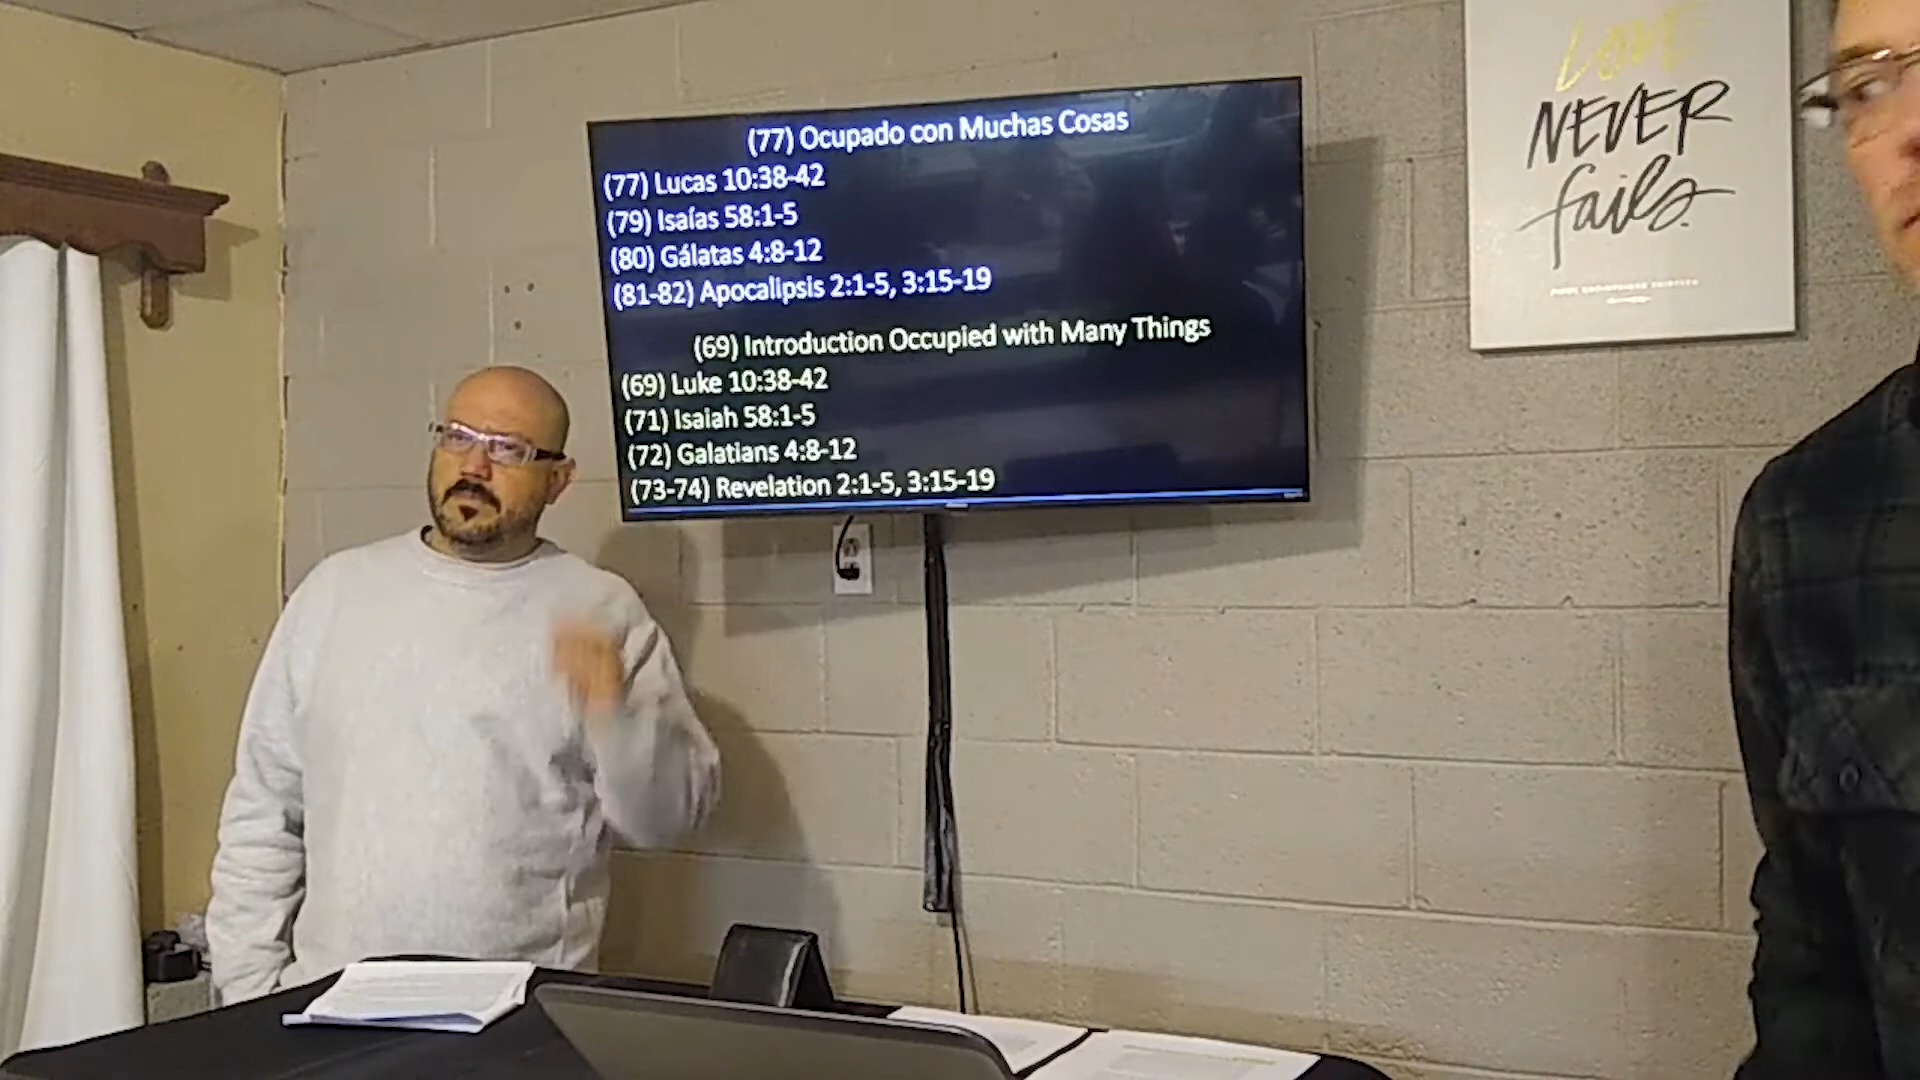 (77) Ocupado con Muchas Cosas
(77) Lucas 10:38-42
(79) Isaías 58:1-5
(80) Gálatas 4:8-12
(81-82) Apocalipsis 2:1-5, 3:15-19
(69) Introduction Occupied with Many Things
(69) Luke 10:38-42
(71) Isaiah 58:1-5
(72) Galatians 4:8-12
(73-74) Revelation 2:1-5, 3:15-19
LOVE
NEVER
fails.